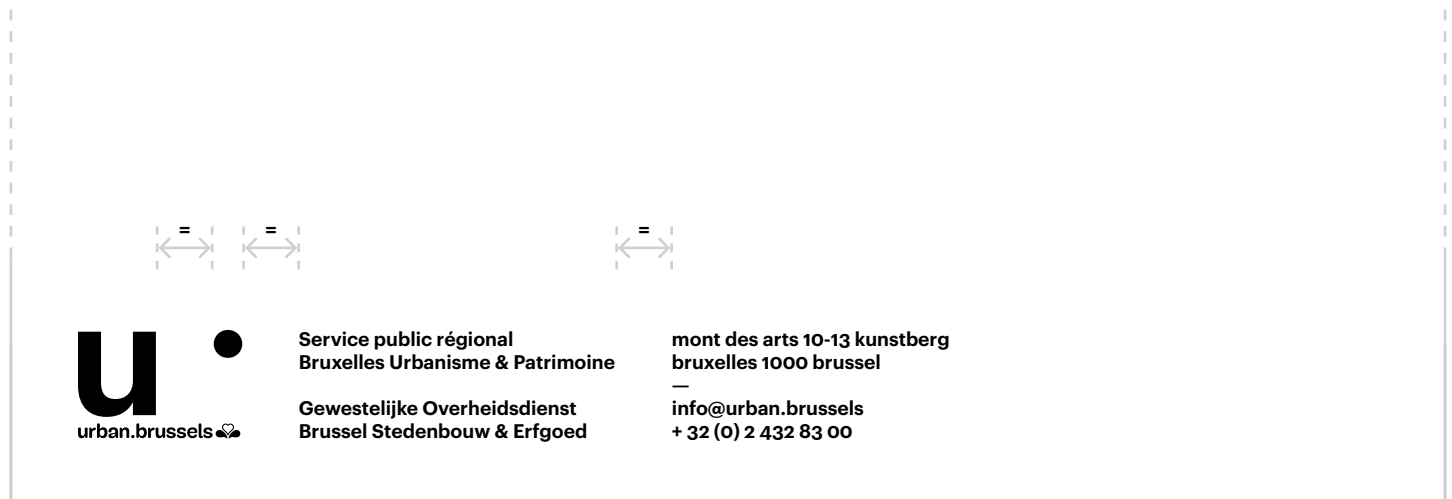 = = =
u
urban.brussels
Service public régional
Bruxelles Urbanisme & Patrimoine
Gewestelijke Overheidsdienst
Brussel Stedenbouw & Erfgoed
mont des arts 10-13 kunstberg
bruxelles 1000 brussel
—
info@urban.brussels
+ 32 (0) 2 432 83 00